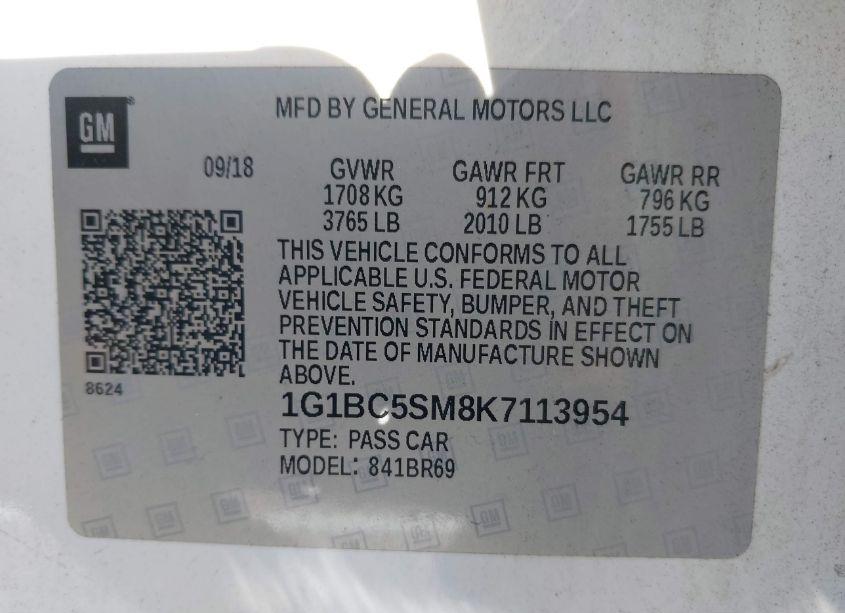 GM
MFD BY GENERAL MOTORS LLC
09/18
GVWR GAWR FRT GAWR RR
1708 KG 912 KG 796 KG
3765 LB 2010 LB 1755 LB
THIS VEHICLE CONFORMS TO ALL
APPLICABLE U.S. FEDERAL MOTOR
VEHICLE SAFETY, BUMPER, AND THEFT
PREVENTION STANDARDS IN EFFECT ON
THE DATE OF MANUFACTURE SHOWN
ABOVE.
8624
1G1BC5SM8K7113954
TYPE: PASS CAR
MODEL: 841BR69